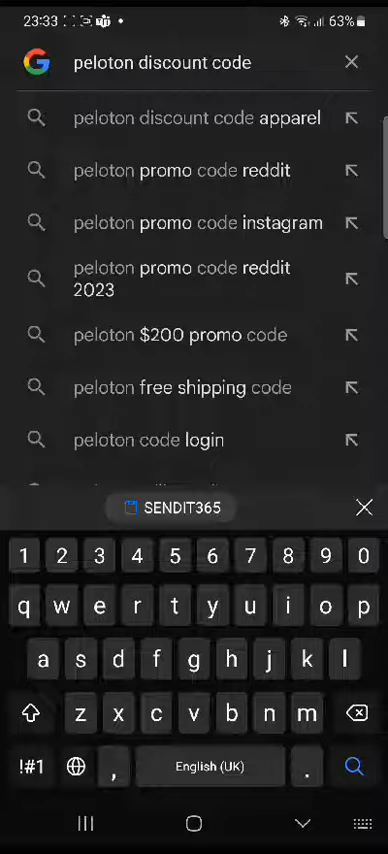 23:33 63%
peloton discount code
peloton discount code apparel
peloton promo code reddit
peloton promo code instagram
peloton promo code reddit
2023
peloton $200 promo code
peloton free shipping code
peloton code login
SENDIT365
1 2 3 4 5 6 7 8 9 0
q w e r t y u i o p
a s d f g h j k l
z x c v b n m
!#1 , English (UK) .